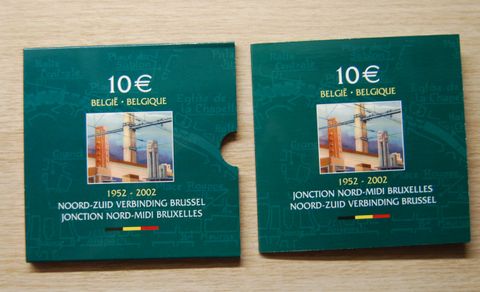 10€
BELGIË · BELGIQUE
1952 - 2002
NOORD-ZUID VERBINDING BRUSSEL
JONCTION NORD-MIDI BRUXELLES
10€
BELGIË · BELGIQUE
1952 - 2002
JONCTION NORD-MIDI BRUXELLES
NOORD-ZUID VERBINDING BRUSSEL